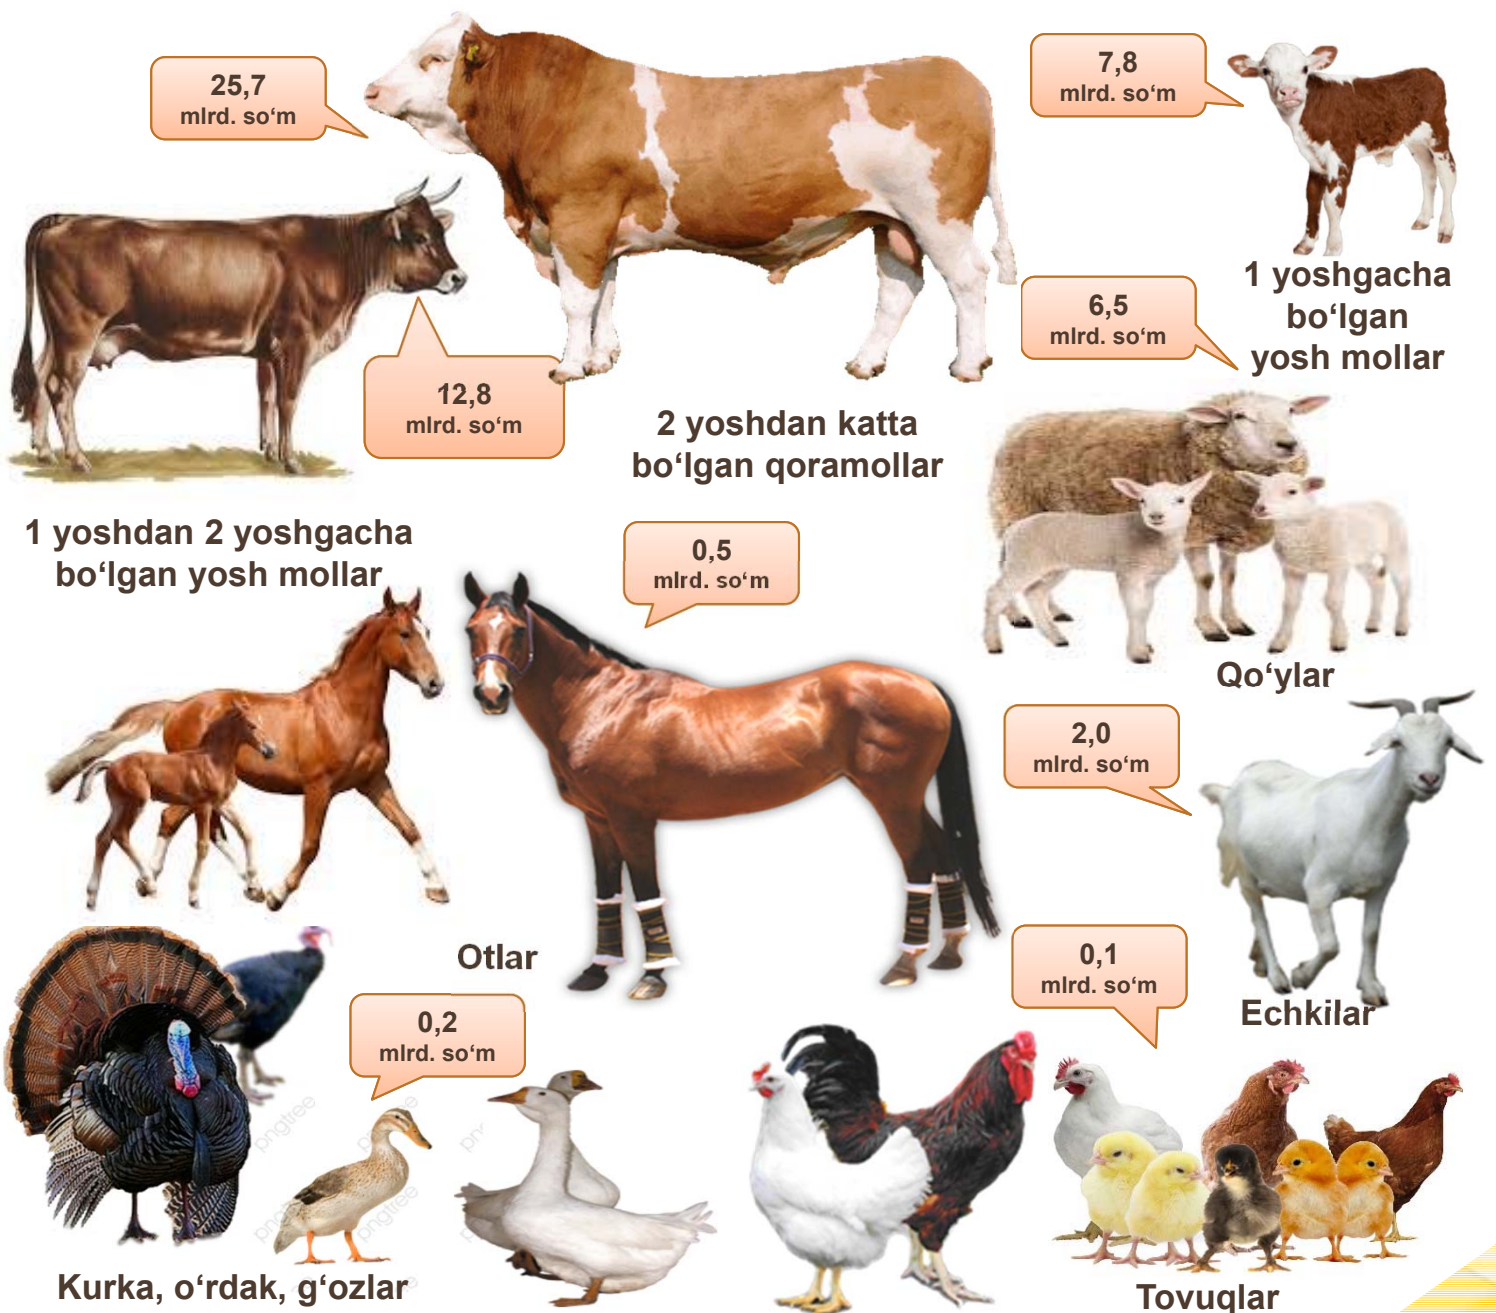 25,7
mlrd. so‘m
7,8
mlrd. so‘m
1 yoshgacha
bo‘lgan
yosh mollar
6,5
mlrd. so‘m
12,8
mlrd. so‘m
2 yoshdan katta
bo‘lgan qoramollar
1 yoshdan 2 yoshgacha
bo‘lgan yosh mollar
0,5
mlrd. so‘m
Qo‘ylar
2,0
mlrd. so‘m
Otlar
0,1
mlrd. so‘m
Echkilar
0,2
mlrd. so‘m
pngtree
pngtree
pngtree
Kurka, o‘rdak, g‘ozlar
Tovuqlar